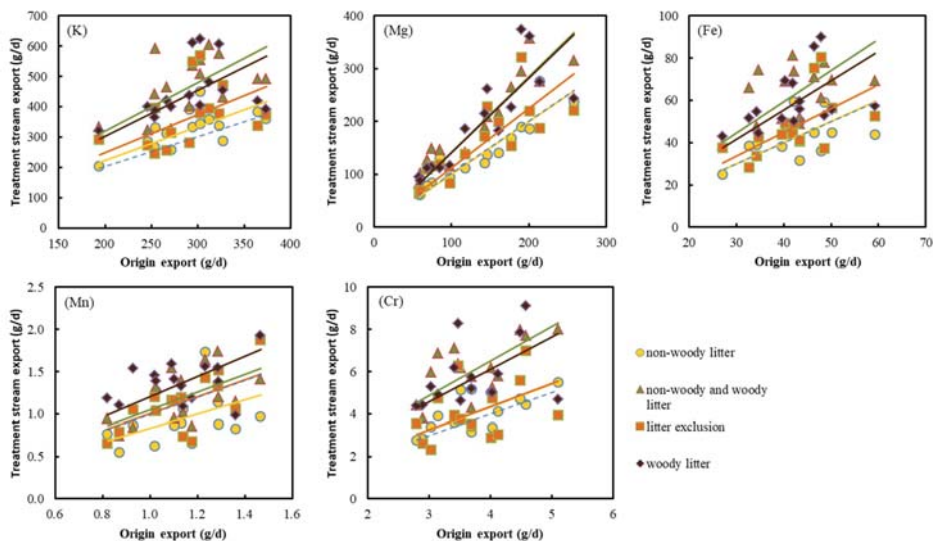 (K)
700
600
500
400
300
200
100
0
150
200
250
300
350
400
Origin export (g/d)
Treatment stream export (g/d)
(Mg)
400
300
200
100
0
0
100
200
300
Origin export (g/d)
Treatment stream export (g/d)
(Fe)
100
80
60
40
20
0
20
30
40
50
60
70
Origin export (g/d)
Treatment stream export (g/d)
(Mn)
2.5
2.0
1.5
1.0
0.5
0.0
0.6
0.8
1.0
1.2
1.4
1.6
Origin export (g/d)
Treatment stream export (g/d)
(Cr)
10
8
6
4
2
0
2
3
4
5
6
Origin export (g/d)
Treatment stream export (g/d)
non-woody litter
non-woody and woody
litter
litter exclusion
woody litter